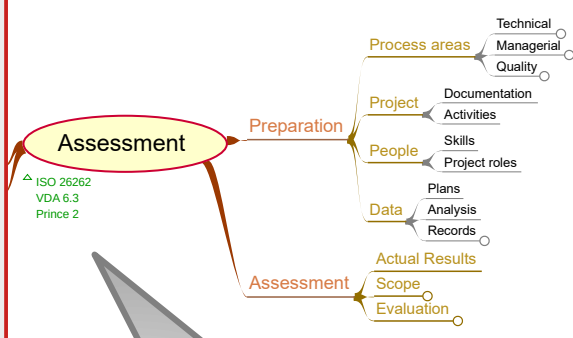 Assessment
ISO 26262
VDA 6.3
Prince 2
Preparation
Process areas
Technical
Managerial
Quality
Project
Documentation
Activities
People
Skills
Project roles
Data
Plans
Analysis
Records
Assessment
Actual Results
Scope
Evaluation